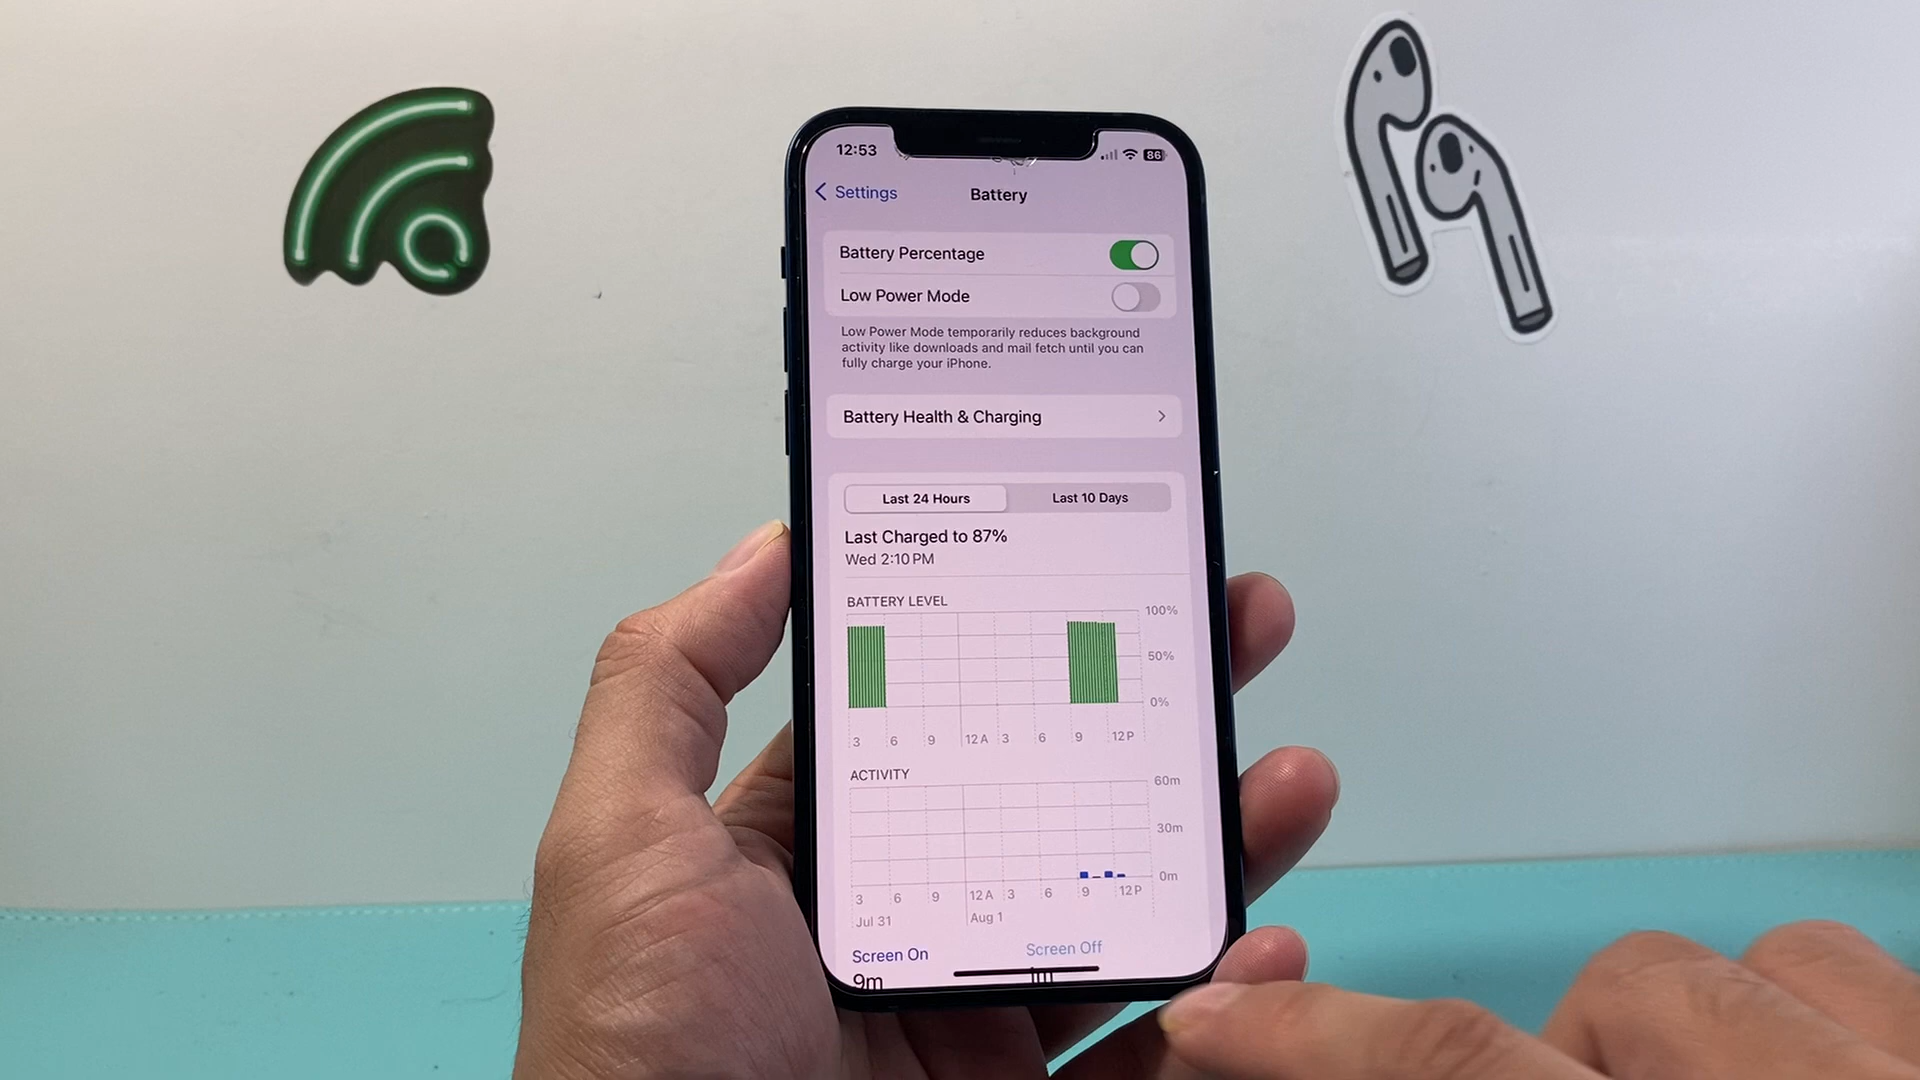 12:53
86
Settings
Battery
Battery Percentage
Low Power Mode
Low Power Mode temporarily reduces background
activity like downloads and mail fetch until you can
fully charge your iPhone.
Battery Health & Charging
Last 24 Hours Last 10 Days
Last Charged to 87%
Wed 2:10 PM
BATTERY LEVEL
100%
50%
0%
3 6 9 12 A 3 6 9 12 P
ACTIVITY
60m
30m
0m
3 6 9 12 A 3 6 9 12 P
Jul 31 Aug 1
Screen On Screen Off
9m 1m